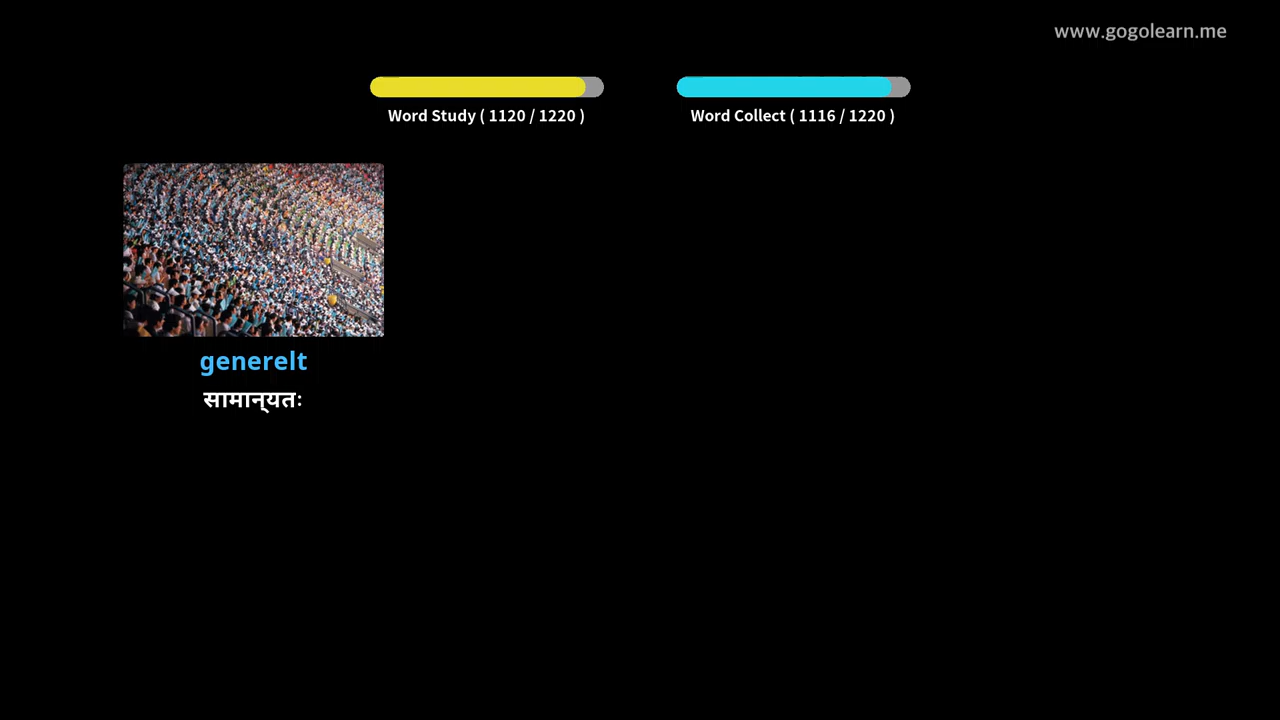 www.gogolearn.me
Word Study ( 1120 / 1220 )
Word Collect ( 1116 / 1220 )
generelt
सामान्यतः